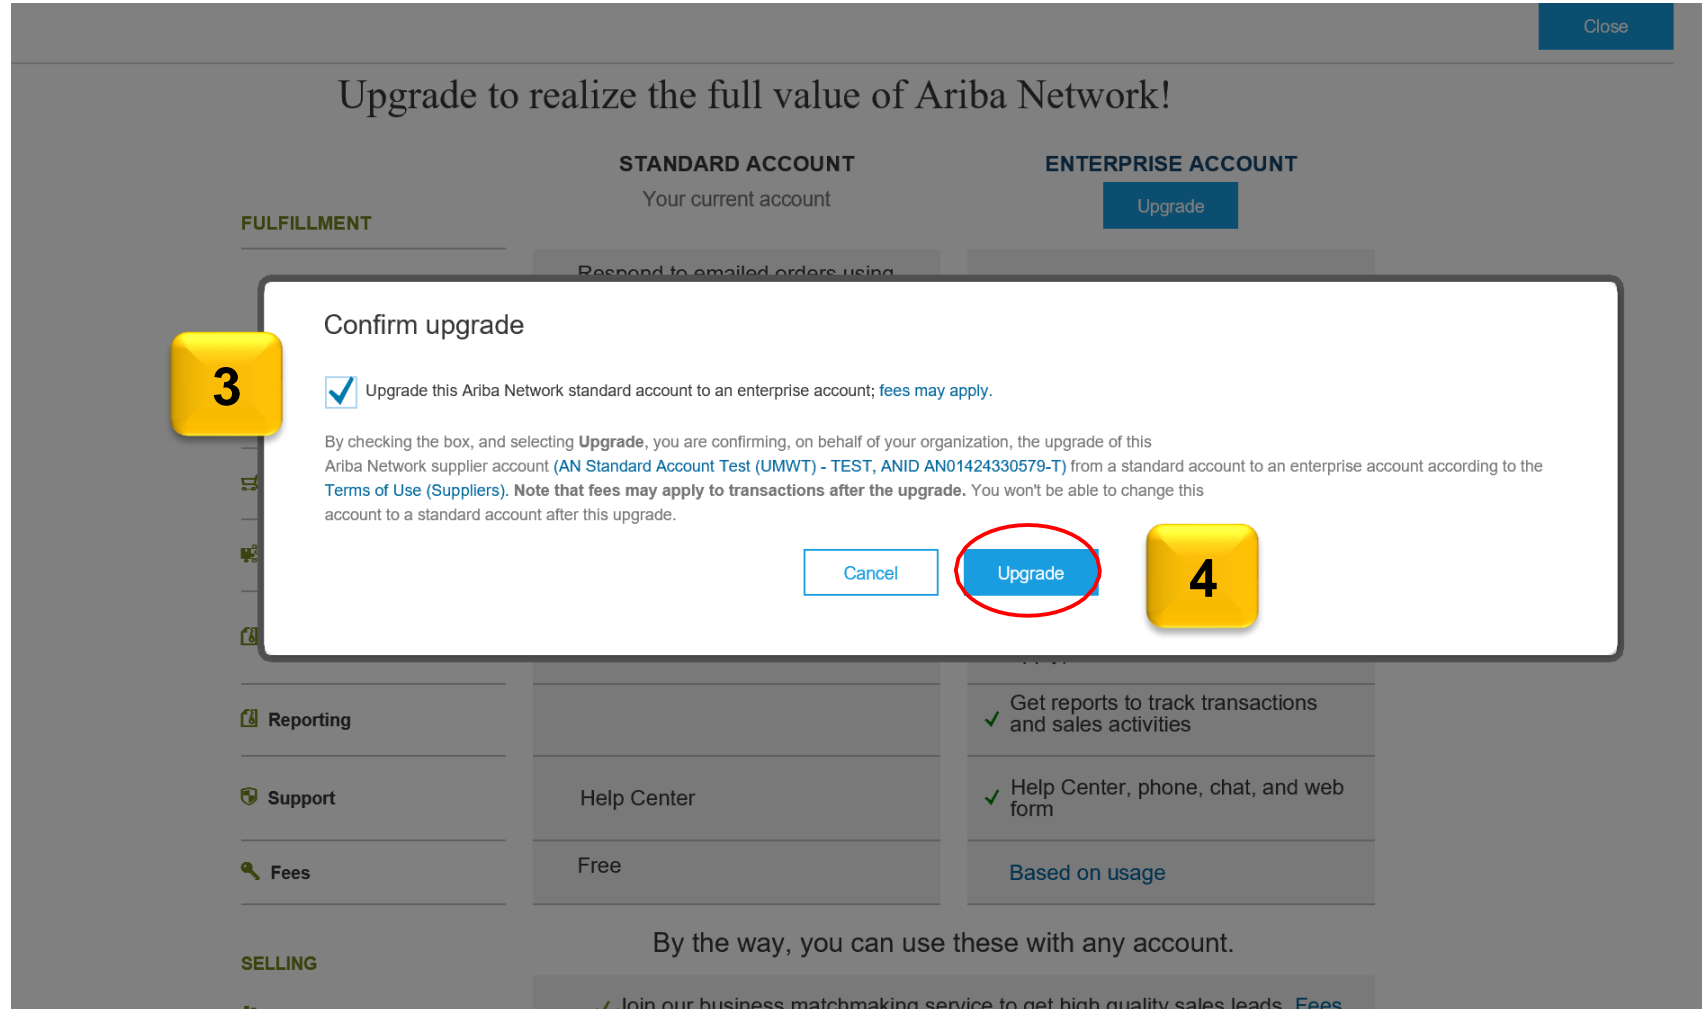 Close
Upgrade to realize the full value of Ariba Network!
STANDARD ACCOUNT
ENTERPRISE ACCOUNT
Your current account
Upgrade
FULFILLMENT
Respond to emailed orders using
Confirm upgrade
3
Upgrade this Ariba Network standard account to an enterprise account; fees may apply.
By checking the box, and selecting Upgrade, you are confirming, on behalf of your organization, the upgrade of this
Ariba Network supplier account (AN Standard Account Test (UMWT) - TEST, ANID AN01424330579-T) from a standard account to an enterprise account according to the
Terms of Use (Suppliers). Note that fees may apply to transactions after the upgrade. You won't be able to change this
account to a standard account after this upgrade.
Cancel
Upgrade
4
Reporting
Get reports to track transactions
and sales activities
Support
Help Center
Help Center, phone, chat, and web
form
Fees
Free
Based on usage
By the way, you can use these with any account.
SELLING
Join our business matchmaking service to get high quality sales leads. Fees